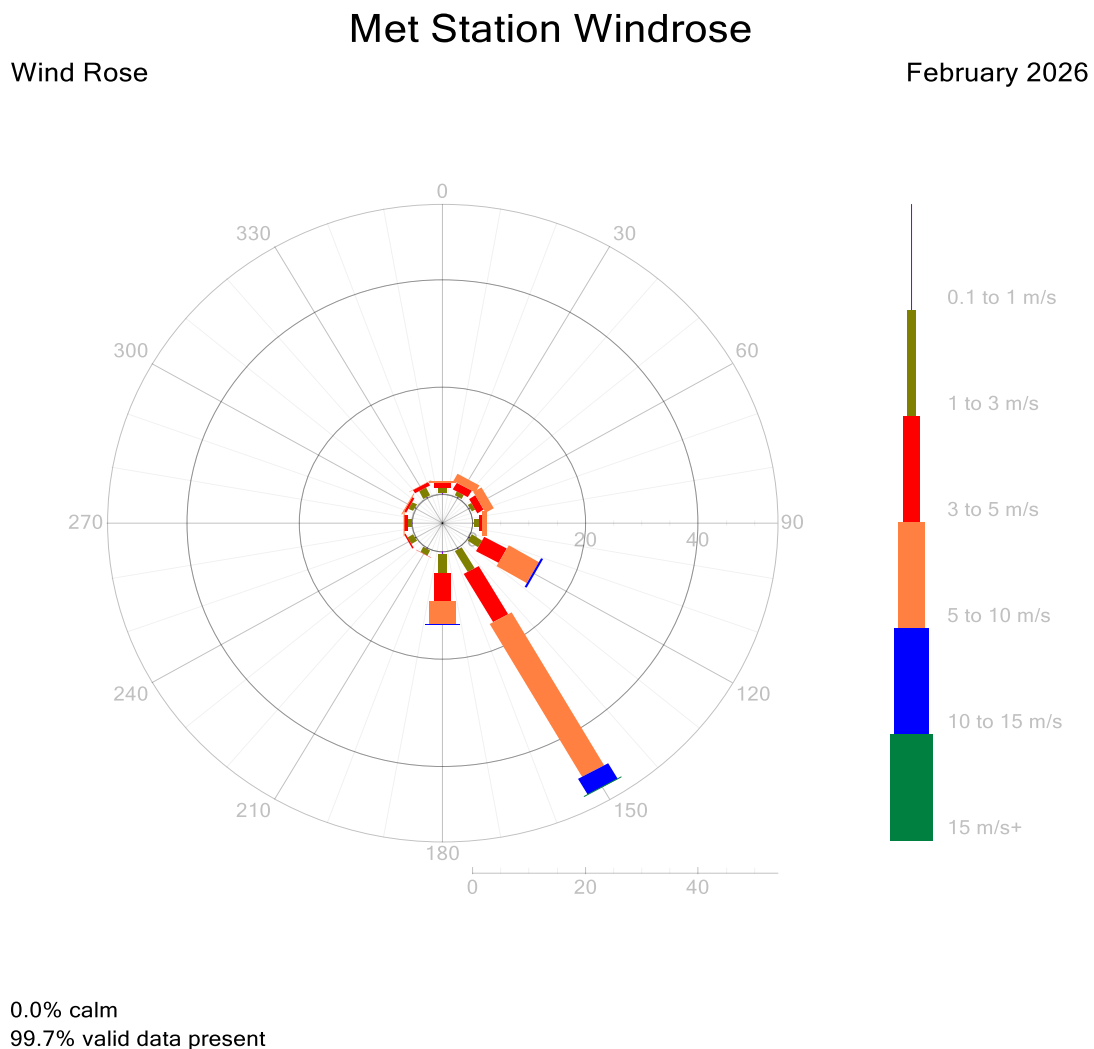 Met Station Windrose
Wind Rose
February 2026
0
330
30
300
60
270
90
0 20 40
240
120
210
150
180
0 20 40
0.1 to 1 m/s
1 to 3 m/s
3 to 5 m/s
5 to 10 m/s
10 to 15 m/s
15 m/s+
0.0% calm
99.7% valid data present